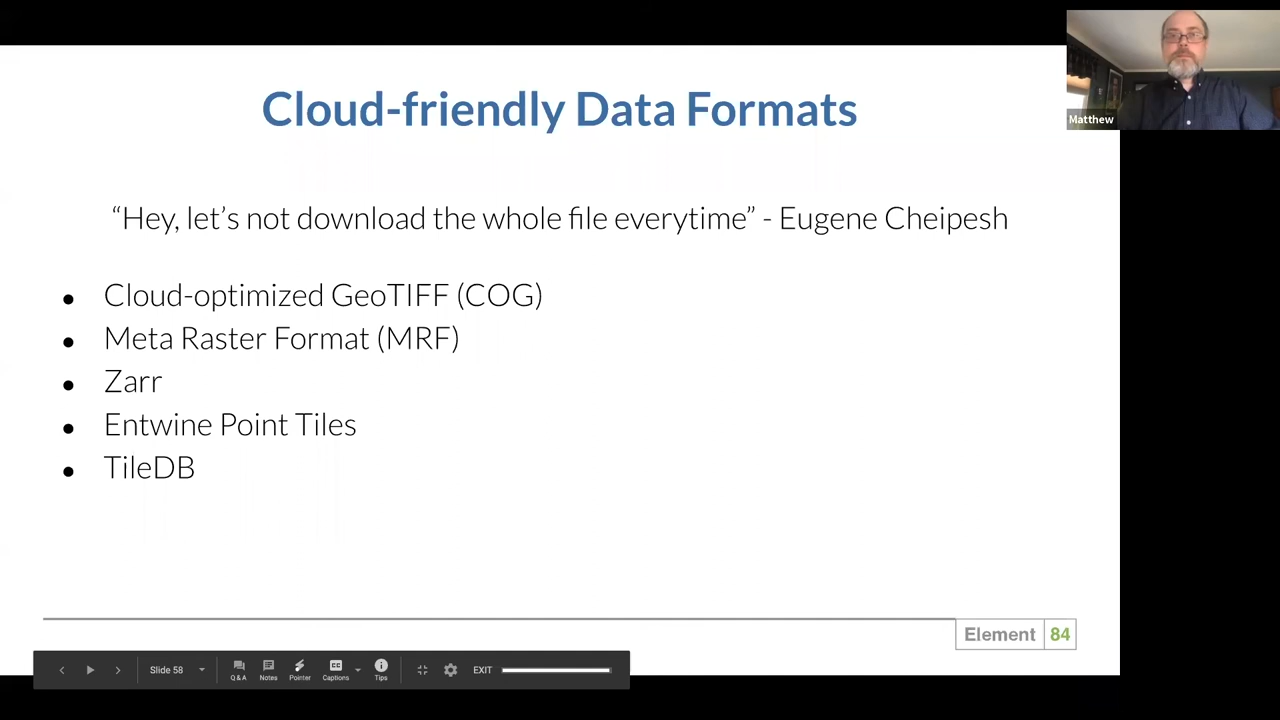 Cloud-friendly Data Formats
Matthew
“Hey, let’s not download the whole file everytime” - Eugene Cheipesh
● Cloud-optimized GeoTIFF (COG)
● Meta Raster Format (MRF)
● Zarr
● Entwine Point Tiles
● TileDB
Element 84
Slide 58
Q & A
Notes
Pointer
Captions
Tips
EXIT